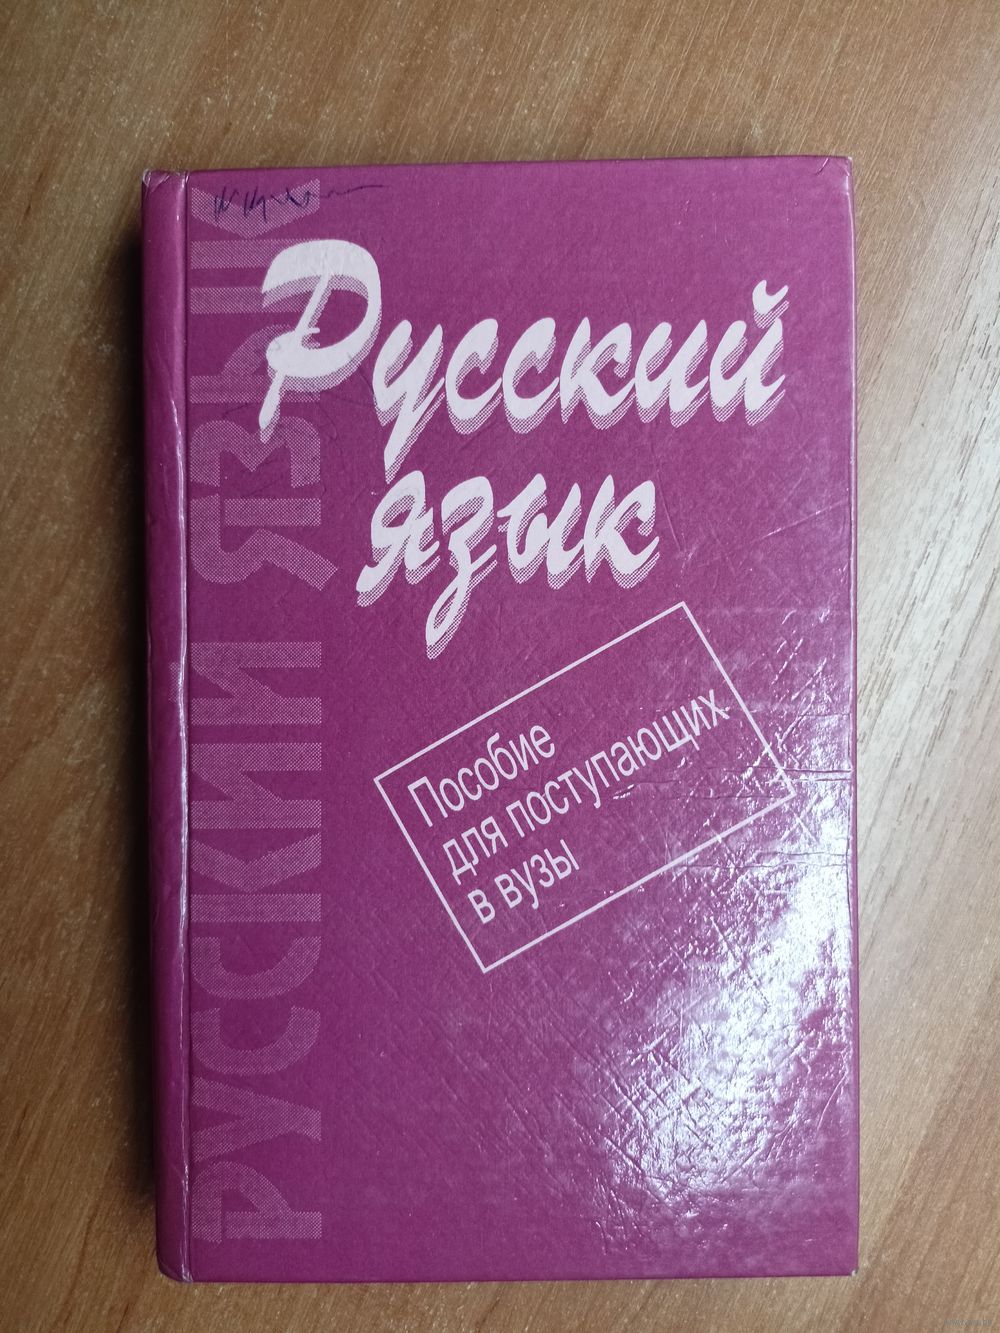 Русский
язык
Пособие
для поступающих
в вузы
РУССКИЙ ЯЗЫК